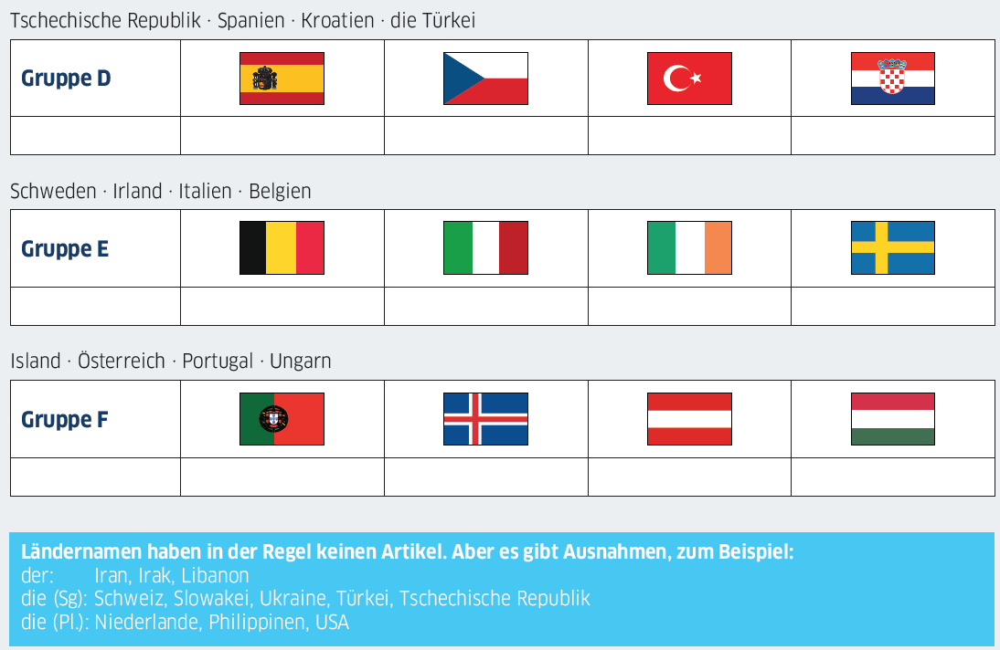 Tschechische Republik · Spanien · Kroatien · die Türkei
Gruppe D
Schweden · Irland · Italien · Belgien
Gruppe E
Island · Österreich · Portugal · Ungarn
Gruppe F
Ländernamen haben in der Regel keinen Artikel. Aber es gibt Ausnahmen, zum Beispiel:
der: Iran, Irak, Libanon
die (Sg): Schweiz, Slowakei, Ukraine, Türkei, Tschechische Republik
die (Pl.): Niederlande, Philippinen, USA